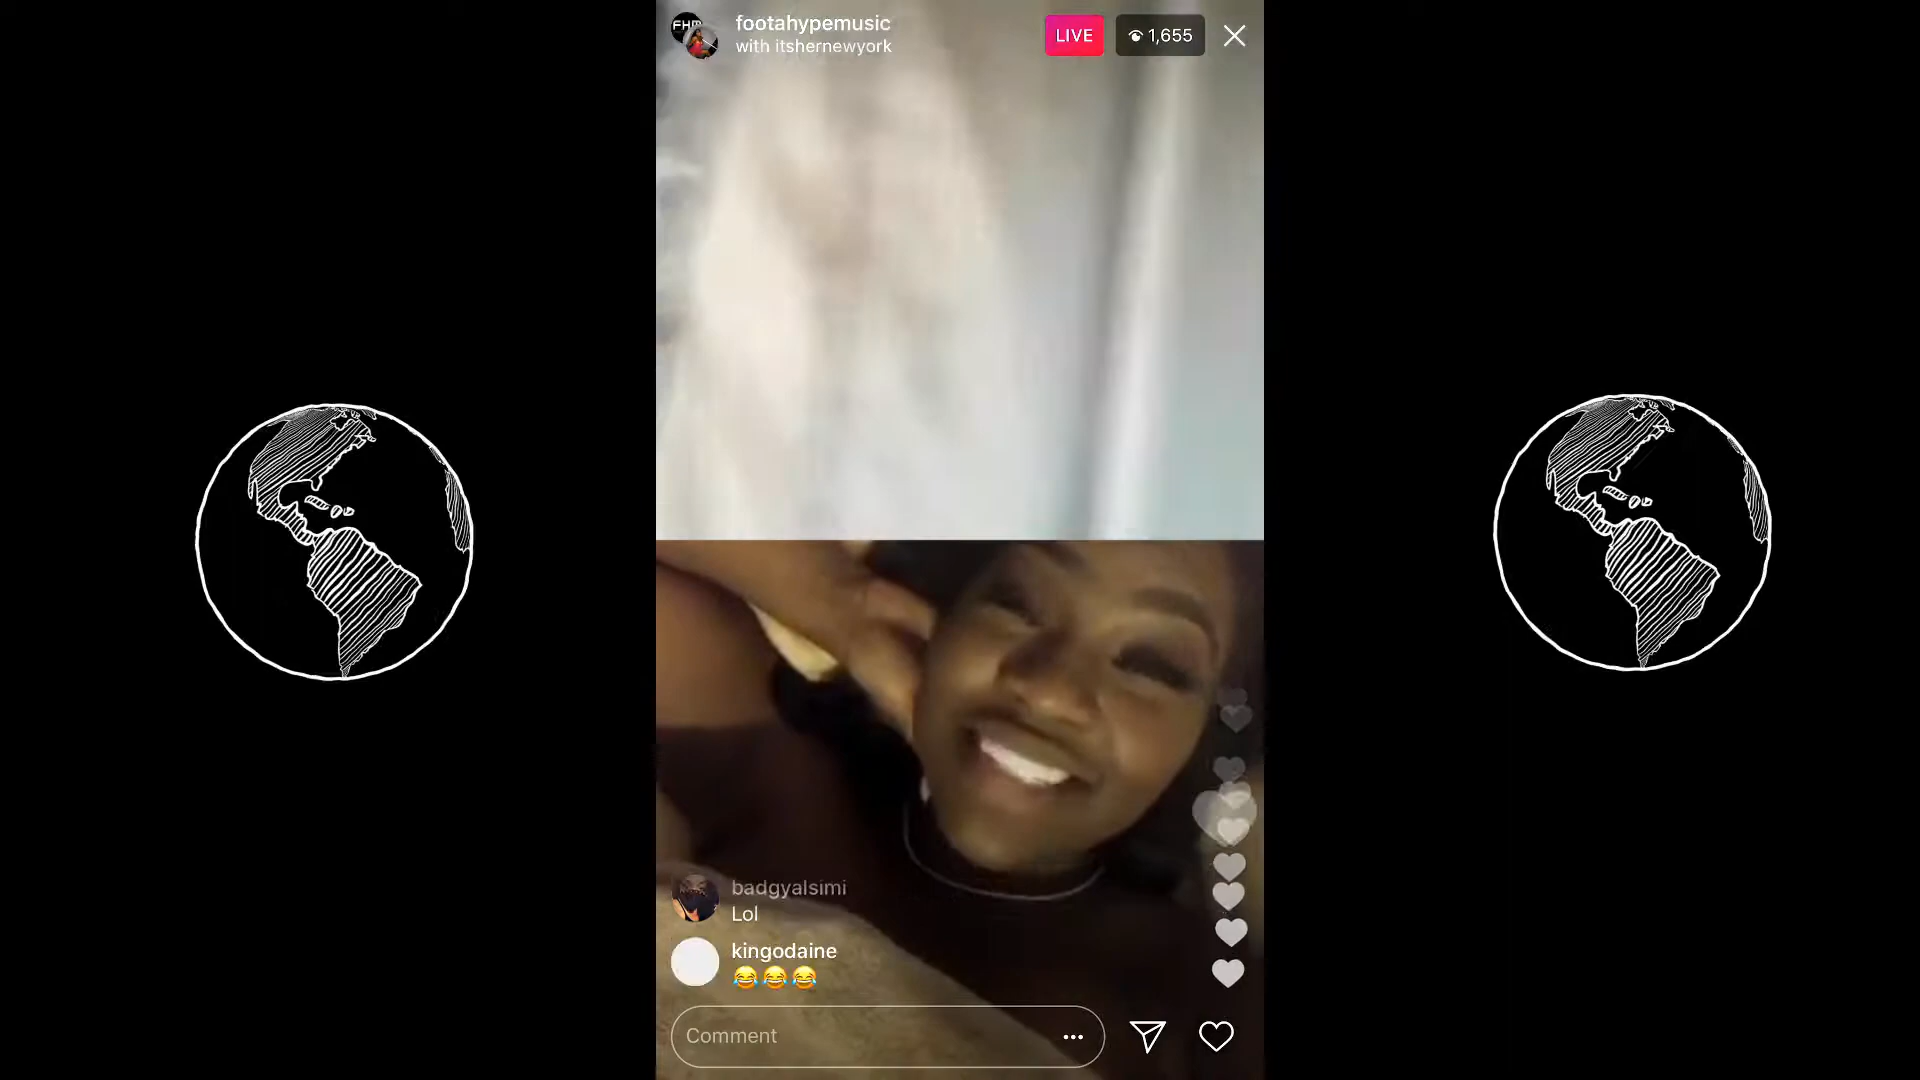 FHM
footahypemusic
with itshernewyork
LIVE
1,655
badgyalsimi
Lol
kingodaine
😂😂😂
Comment